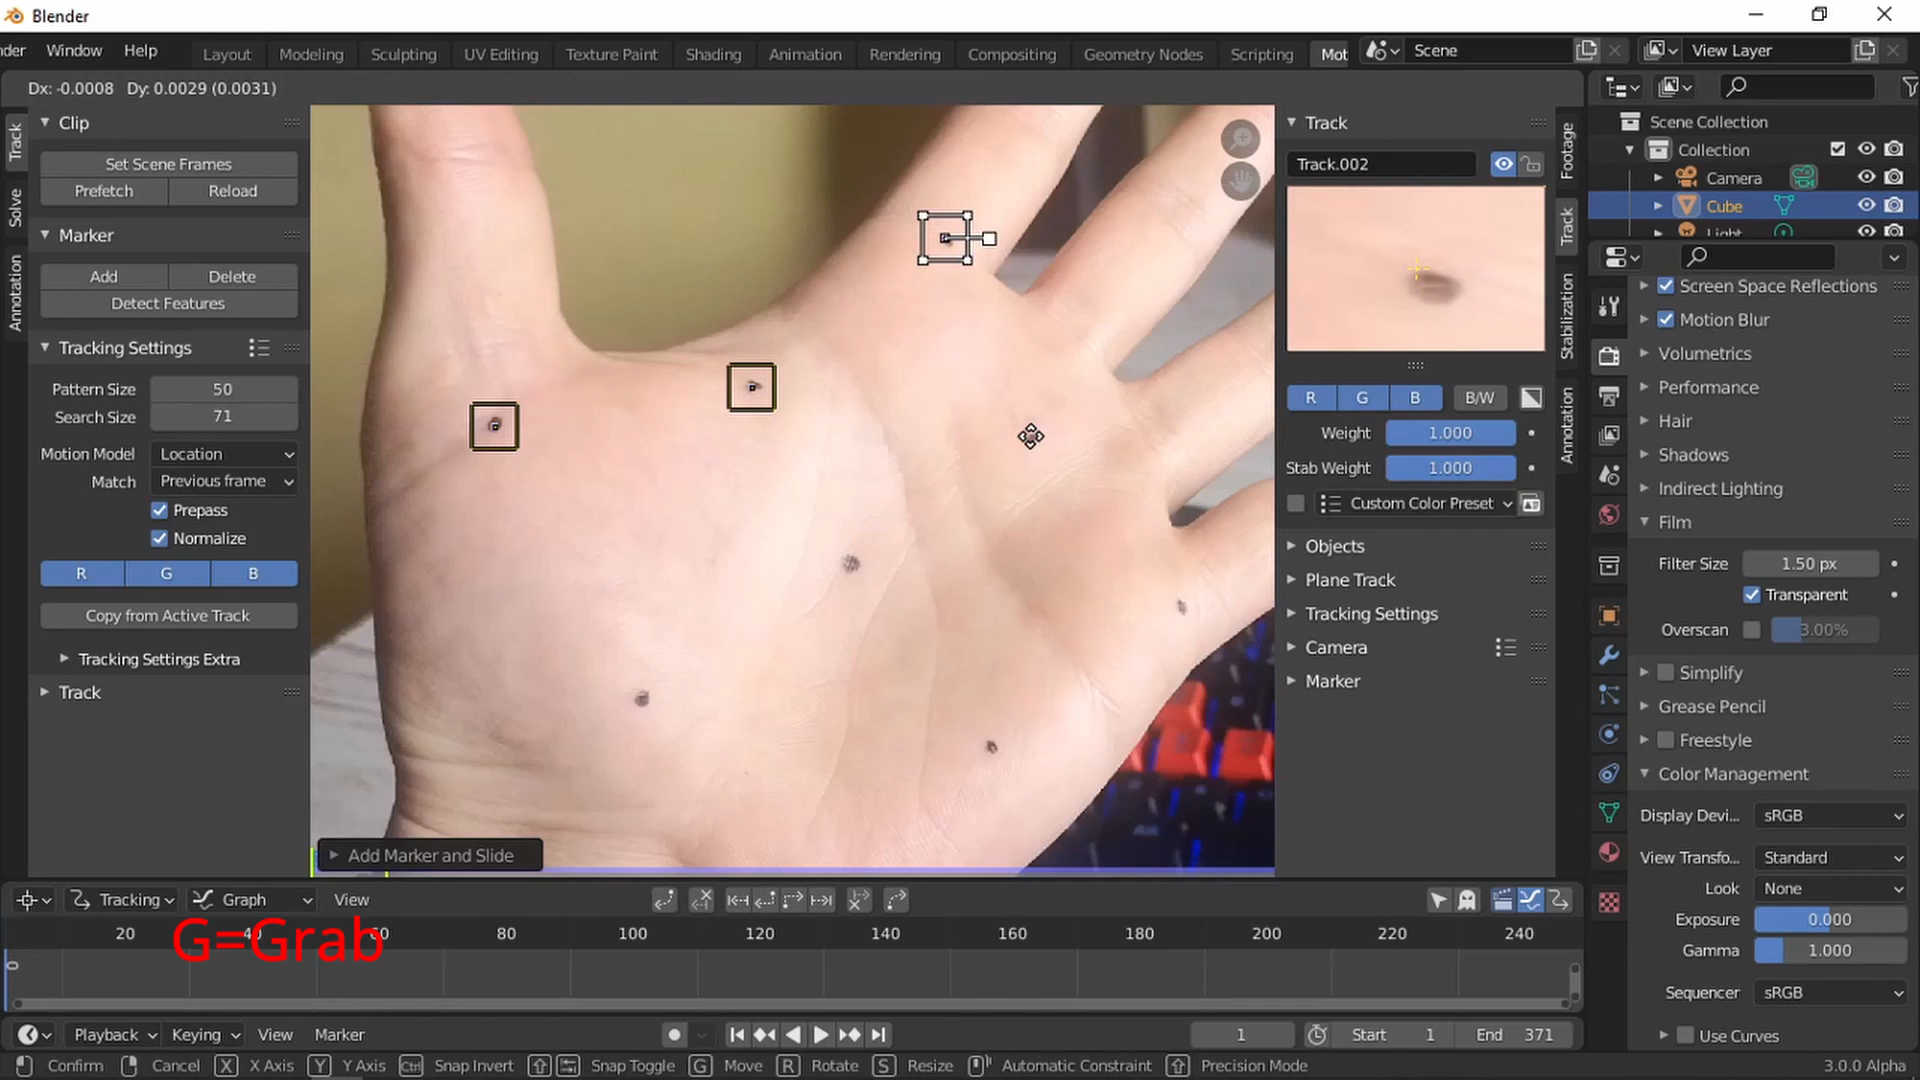 Blender
nder Window Help Layout Modeling Sculpting UV Editing Texture Paint Shading Animation Rendering Compositing Geometry Nodes Scripting Mot Scene View Layer
Dx: -0.0008 Dy: 0.0029 (0.0031)
Track
Solve
Annotation
Clip
Set Scene Frames
Prefetch Reload
Marker
Add Delete
Detect Features
Tracking Settings
Pattern Size 50
Search Size 71
Motion Model Location
Match Previous frame
Prepass
Normalize
R G B
Copy from Active Track
Tracking Settings Extra
Track
Add Marker and Slide
Track
Track.002
R G B B/W
Weight 1.000
Stab Weight 1.000
Custom Color Preset
Objects
Plane Track
Tracking Settings
Camera
Marker
Footage
Track
Stabilization
Annotation
Scene Collection
Collection
Camera
Cube
Light
Screen Space Reflections
Motion Blur
Volumetrics
Performance
Hair
Shadows
Indirect Lighting
Film
Filter Size 1.50 px
Transparent
Overscan 3.00%
Simplify
Grease Pencil
Freestyle
Color Management
Display Devi... sRGB
View Transfo... Standard
Look None
Exposure 0.000
Gamma 1.000
Sequencer sRGB
Use Curves
Tracking Graph View
20 40 60 80 100 120 140 160 180 200 220 240
G=Grab
Playback Keying View Marker 1 Start 1 End 371
Confirm Cancel X X Axis Y Y Axis Ctrl Snap Invert Snap Toggle G Move R Rotate S Resize Automatic Constraint Precision Mode 3.0.0 Alpha